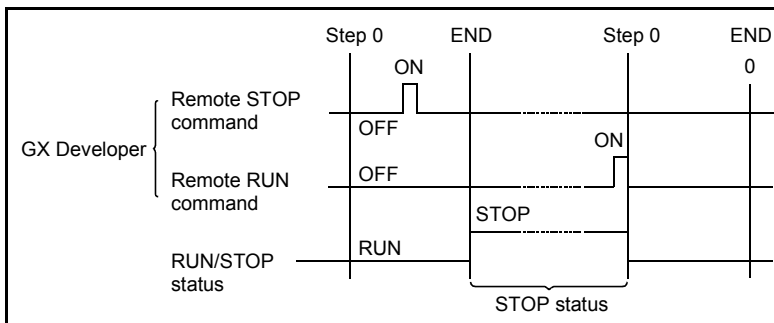 Step 0 END Step 0 END
0
ON
Remote STOP
command
OFF
GX Developer
ON
Remote RUN
command
OFF
STOP
RUN/STOP
status
RUN
STOP status